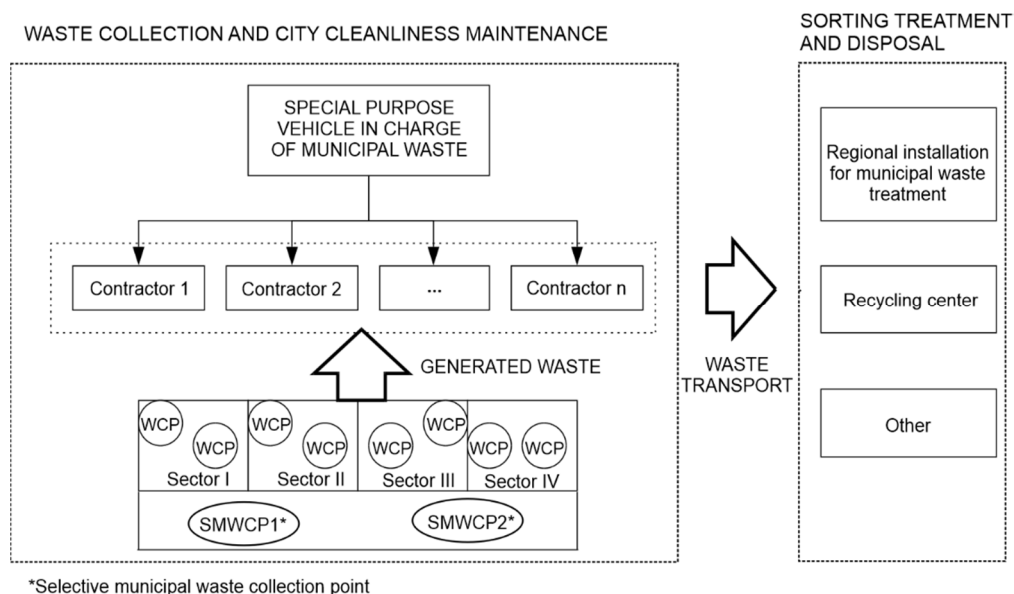 WASTE COLLECTION AND CITY CLEANLINESS MAINTENANCE
SPECIAL PURPOSE
VEHICLE IN CHARGE
OF MUNICIPAL WASTE
Contractor 1
Contractor 2
...
Contractor n
GENERATED WASTE
WCP
WCP
Sector I
WCP
WCP
Sector II
WCP
WCP
Sector III
WCP
WCP
Sector IV
SMWCP1*
SMWCP2*
*Selective municipal waste collection point
WASTE
TRANSPORT
SORTING TREATMENT
AND DISPOSAL
Regional installation
for municipal waste
treatment
Recycling center
Other